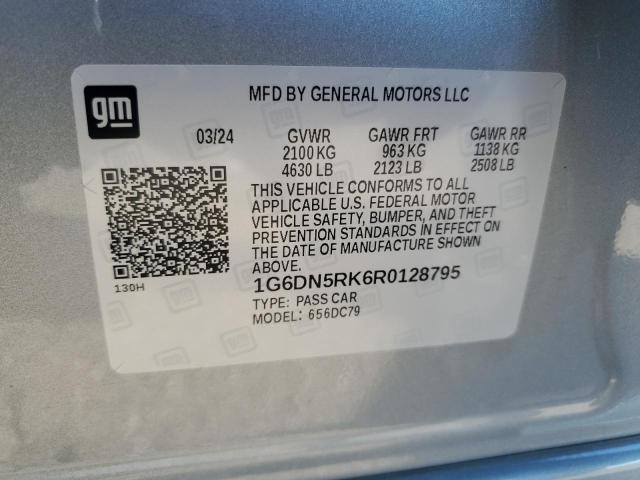 gm
MFD BY GENERAL MOTORS LLC
03/24 GVWR GAWR FRT GAWR RR
2100 KG 963 KG 1138 KG
4630 LB 2123 LB 2508 LB
THIS VEHICLE CONFORMS TO ALL
APPLICABLE U.S. FEDERAL MOTOR
VEHICLE SAFETY, BUMPER, AND THEFT
PREVENTION STANDARDS IN EFFECT ON
THE DATE OF MANUFACTURE SHOWN
ABOVE.
130H
1G6DN5RK6R0128795
TYPE: PASS CAR
MODEL: 656DC79